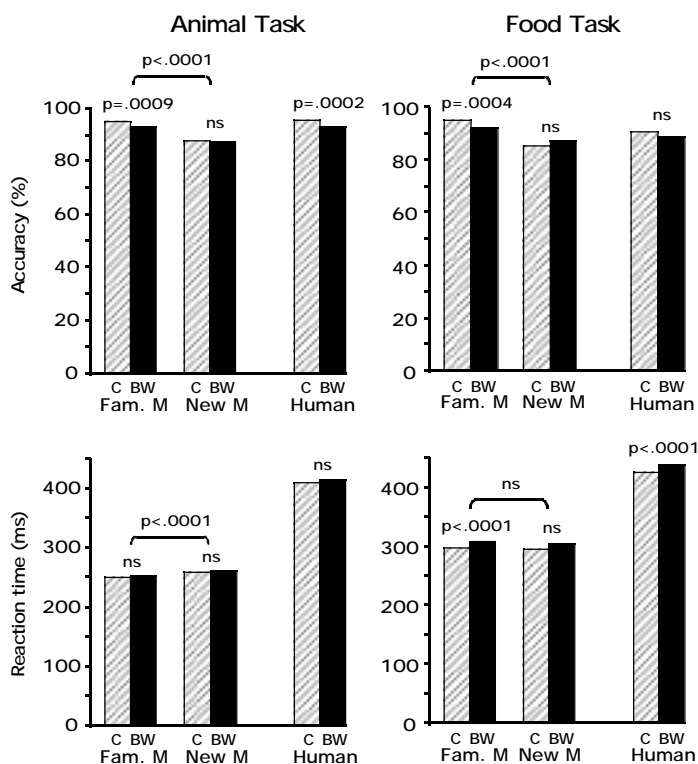 Animal Task
Food Task
p<.0001
p<.0001
p=.0009
ns
p=.0002
p=.0004
ns
ns
Accuracy (%)
100
80
60
40
20
0
100
80
60
40
20
0
C BW
C BW
C BW
Fam. M
New M
Human
C BW
C BW
C BW
Fam. M
New M
Human
Reaction time (ms)
400
300
200
100
0
ns
p<.0001
ns
ns
400
300
200
100
0
p<.0001
ns
p<.0001
ns
C BW
C BW
C BW
Fam. M
New M
Human
C BW
C BW
C BW
Fam. M
New M
Human